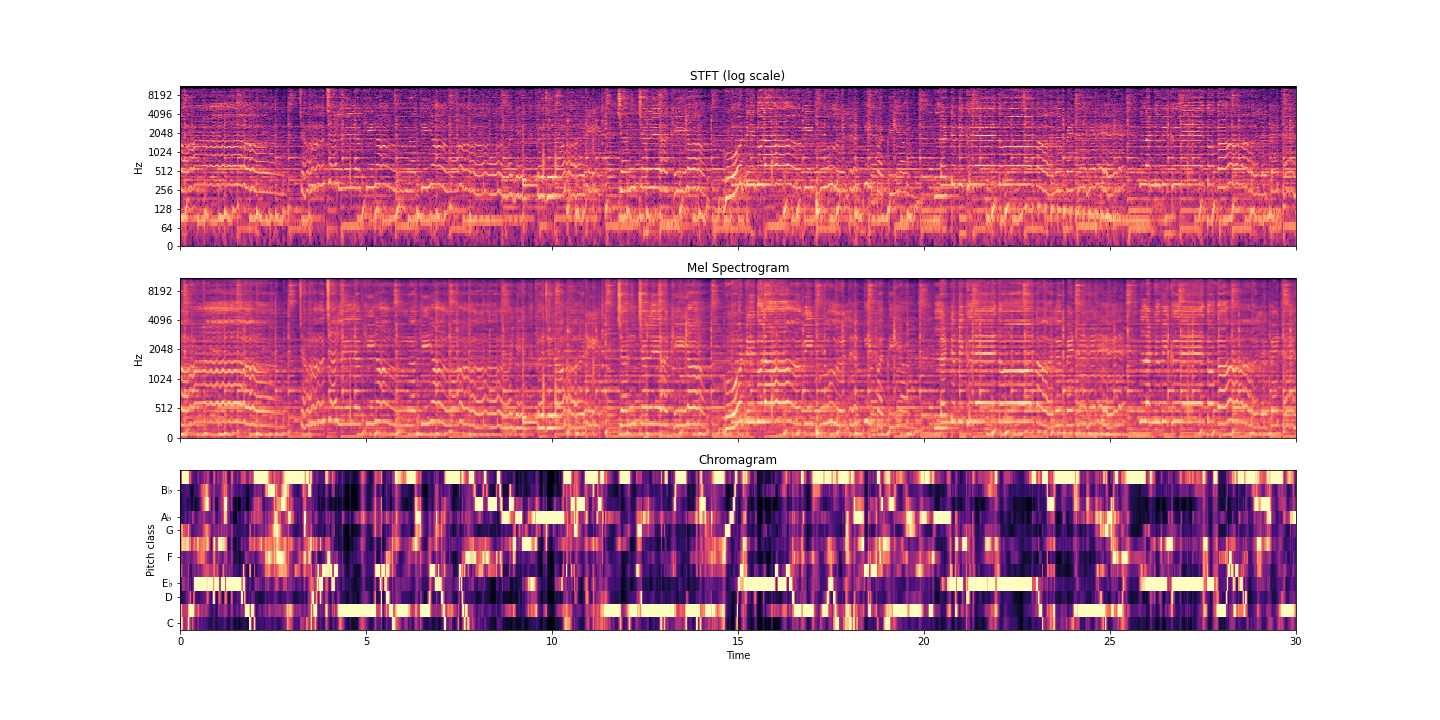 STFT (log scale)
8192
4096
2048
1024
512
256
128
64
0
Hz
Mel Spectrogram
8192
4096
2048
1024
512
0
Hz
Chromagram
B♭
A♭
G
F
E♭
D
C
Pitch class
0 5 10 15 20 25 30
Time